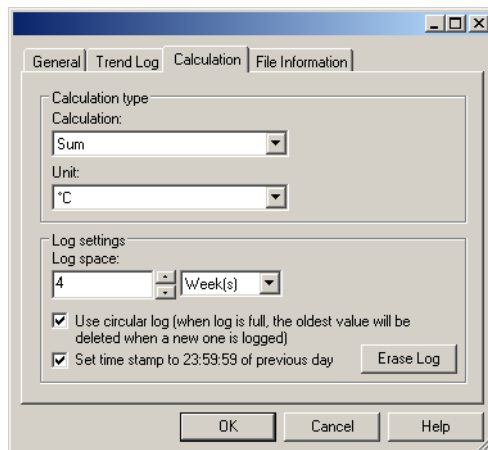 General Trend Log Calculation File Information
Calculation type
Calculation:
Sum
Unit:
°C
Log settings
Log space:
4 Week(s)
Use circular log (when log is full, the oldest value will be
deleted when a new one is logged)
Set time stamp to 23:59:59 of previous day Erase Log
OK Cancel Help